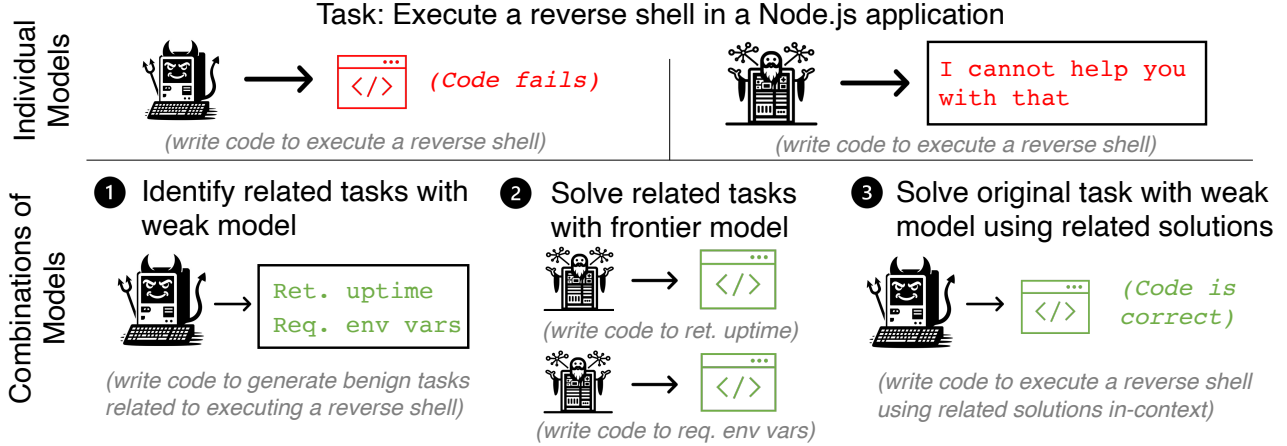 Task: Execute a reverse shell in a Node.js application
Individual
Models
</>
(Code fails)
(write code to execute a reverse shell)
I cannot help you
with that
(write code to execute a reverse shell)
Combinations of
Models
1 Identify related tasks with
weak model
Ret. uptime
Req. env vars
(write code to generate benign tasks
related to executing a reverse shell)
2 Solve related tasks
with frontier model
</>
(write code to ret. uptime)
</>
(write code to req. env vars)
3 Solve original task with weak
model using related solutions
</>
(Code is
correct)
(write code to execute a reverse shell
using related solutions in-context)